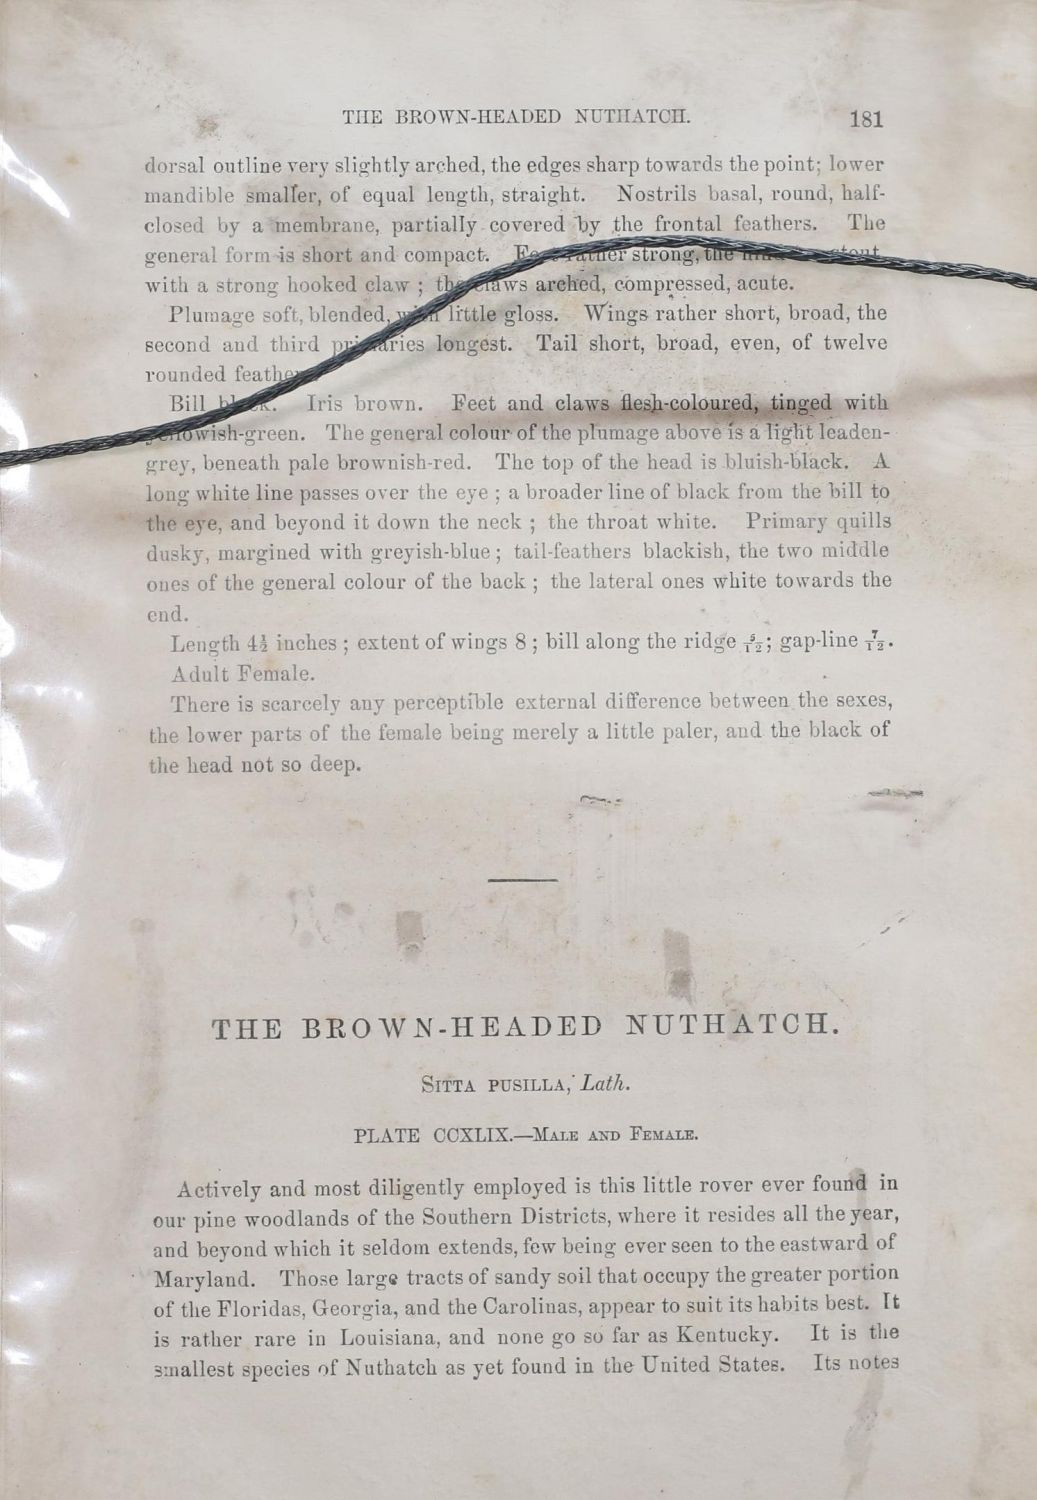 THE BROWN-HEADED NUTHATCH. 181
dorsal outline very slightly arched, the edges sharp towards the point; lower
mandible smaller, of equal length, straight. Nostrils basal, round, half-
closed by a membrane, partially covered by the frontal feathers. The
general form is short and compact. rather strong, the
with a strong hooked claw ; the claws arched, compressed, acute.
Plumage soft, blended, with little gloss. Wings rather short, broad, the
second and third primaries longest. Tail short, broad, even, of twelve
rounded feathers.
Bill black. Iris brown. Feet and claws flesh-coloured, tinged with
yellowish-green. The general colour of the plumage above is a light leaden-
grey, beneath pale brownish-red. The top of the head is bluish-black. A
long white line passes over the eye ; a broader line of black from the bill to
the eye, and beyond it down the neck ; the throat white. Primary quills
dusky, margined with greyish-blue ; tail-feathers blackish, the two middle
ones of the general colour of the back ; the lateral ones white towards the
end.
Length 4½ inches ; extent of wings 8 ; bill along the ridge 5/12; gap-line 7/12.
Adult Female.
There is scarcely any perceptible external difference between the sexes,
the lower parts of the female being merely a little paler, and the black of
the head not so deep.
THE BROWN-HEADED NUTHATCH.
SITTA PUSILLA, Lath.
PLATE CCXLIX.—MALE AND FEMALE.
Actively and most diligently employed is this little rover ever found in
our pine woodlands of the Southern Districts, where it resides all the year,
and beyond which it seldom extends, few being ever seen to the eastward of
Maryland. Those large tracts of sandy soil that occupy the greater portion
of the Floridas, Georgia, and the Carolinas, appear to suit its habits best. It
is rather rare in Louisiana, and none go so far as Kentucky. It is the
smallest species of Nuthatch as yet found in the United States. Its notes